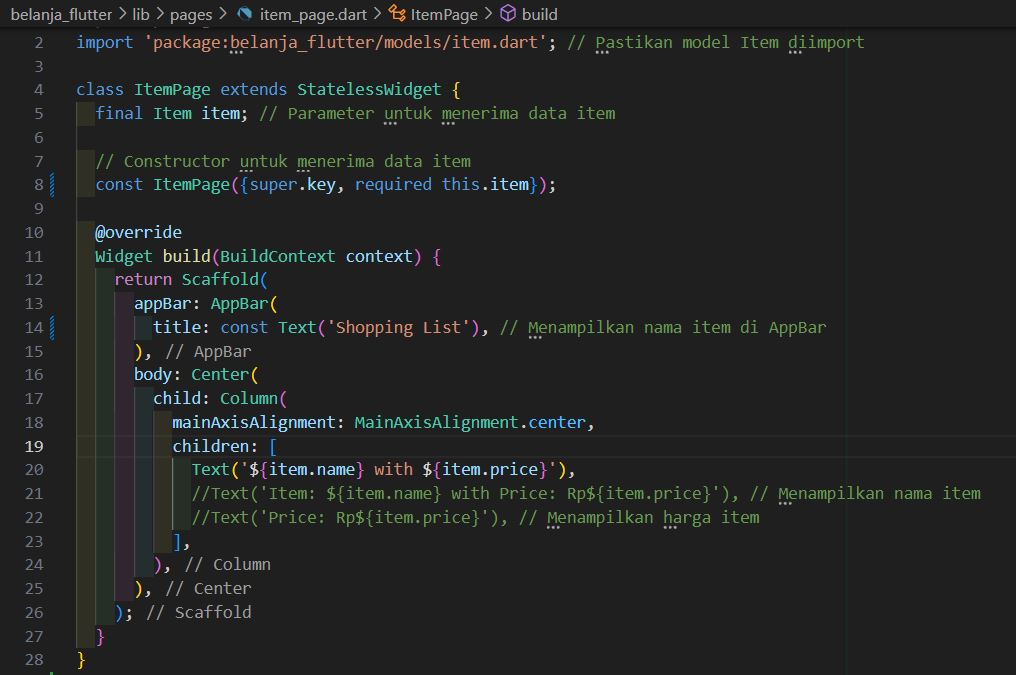 belanja_flutter > lib > pages > item_page.dart > ItemPage > build
2 import 'package:belanja_flutter/models/item.dart'; // Pastikan model Item diimport
3
4 class ItemPage extends StatelessWidget {
5   final Item item; // Parameter untuk menerima data item
6
7   // Constructor untuk menerima data item
8   const ItemPage({super.key, required this.item});
9
10   @override
11   Widget build(BuildContext context) {
12     return Scaffold(
13       appBar: AppBar(
14         title: const Text('Shopping List'), // Menampilkan nama item di AppBar
15       ), // AppBar
16       body: Center(
17         child: Column(
18           mainAxisAlignment: MainAxisAlignment.center,
19           children: [
20             Text('${item.name} with ${item.price}'),
21             //Text('Item: ${item.name} with Price: Rp${item.price}'), // Menampilkan nama item
22             //Text('Price: Rp${item.price}'), // Menampilkan harga item
23           ],
24         ), // Column
25       ), // Center
26     ); // Scaffold
27   }
28 }